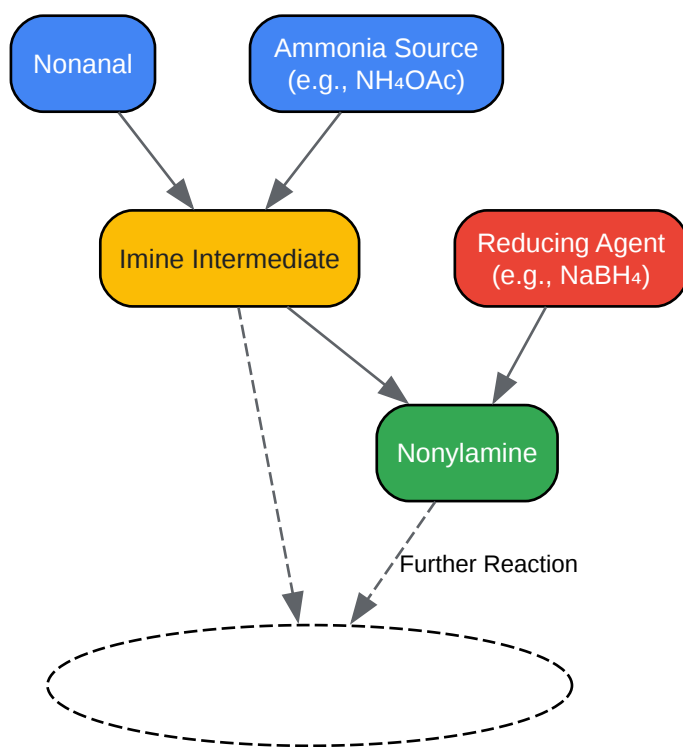 Nonanal
Ammonia Source
(e.g., NH₄OAc)
Imine Intermediate
Reducing Agent
(e.g., NaBH₄)
Nonylamine
Further Reaction